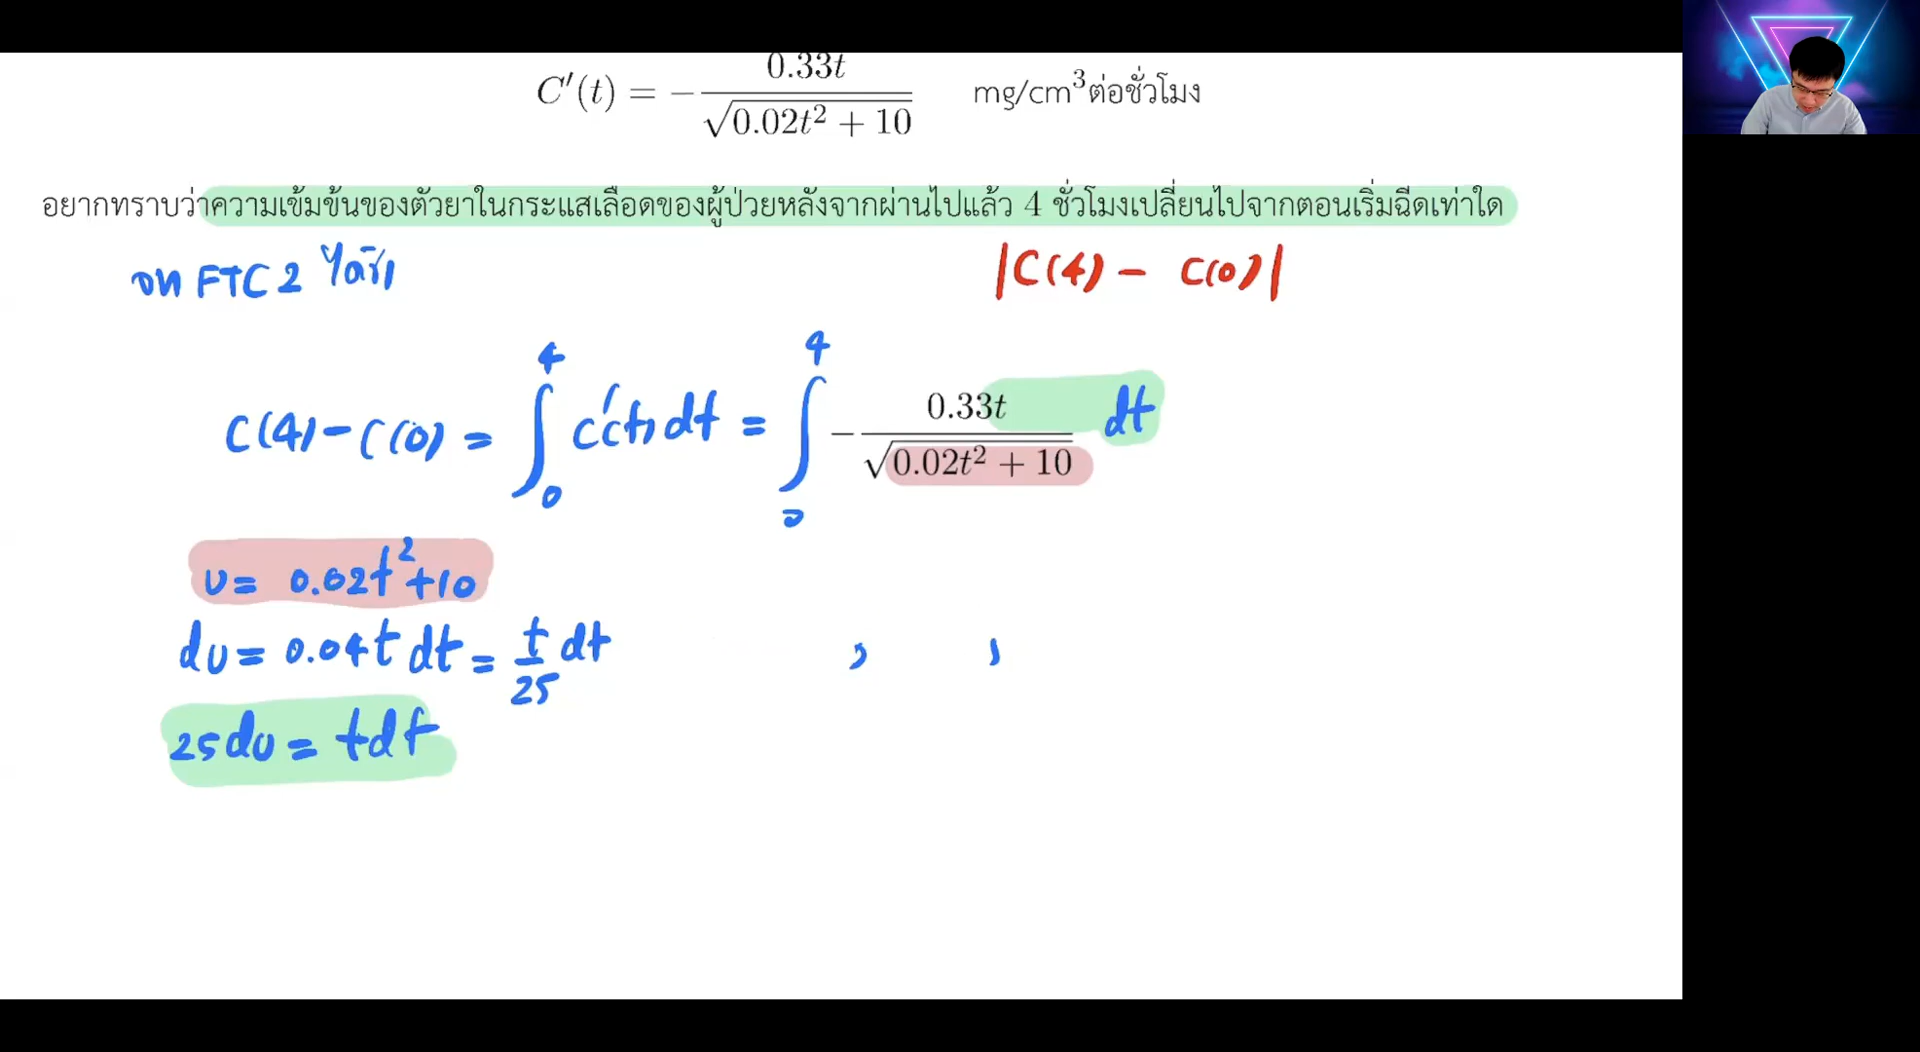 C′(t) = − 0.33t / √(0.02t² + 10) mg/cm³ต่อชั่วโมง
อยากทราบว่าความเข้มข้นของตัวยาในกระแสเลือดของผู้ป่วยหลังจากผ่านไปแล้ว 4 ชั่วโมงเปลี่ยนไปจากตอนเริ่มฉีดเท่าใด
จาก FTC 2 ได้ว่า |C(4) − C(0)|
C(4) − C(0) = ∫₀⁴ C′(t) dt = ∫₀⁴ − 0.33t / √(0.02t² + 10) dt
u = 0.02t² + 10
du = 0.04t dt = t/25 dt , ,
25du = tdt